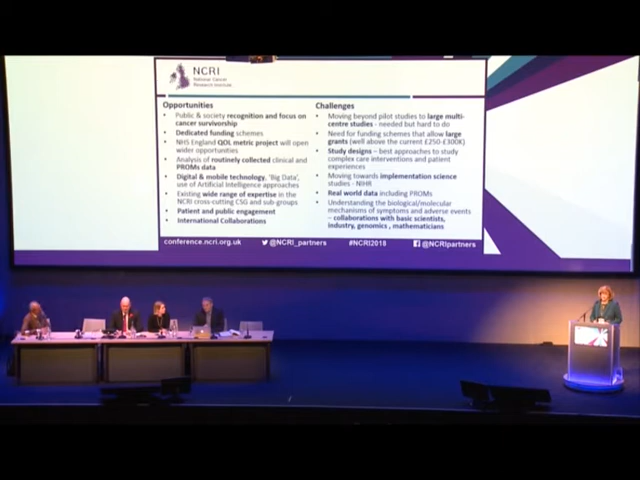 NCRI
National Cancer
Research Institute
Opportunities
• Public & society recognition and focus on
cancer survivorship
• Dedicated funding schemes
• NHS England QOL metric project will open
wider opportunities
• Analysis of routinely collected clinical and
PROMs data
• Digital & mobile technology, 'Big Data',
use of Artificial Intelligence approaches
• Existing wide range of expertise in the
NCRI cross-cutting CSG and sub-groups
• Patient and public engagement
• International Collaborations
Challenges
• Moving beyond pilot studies to large multi-
centre studies - needed but hard to do
• Need for funding schemes that allow large
grants (well above the current £250-£300K)
• Study designs – best approaches to study
complex care interventions and patient
experiences
• Moving towards implementation science
studies - NIHR
• Real world data including PROMs
• Understanding the biological/molecular
mechanisms of symptoms and adverse events
– collaborations with basic scientists,
industry, genomics, mathematicians
conference.ncri.org.uk @NCRI_partners #NCRI2018 @NCRIpartners